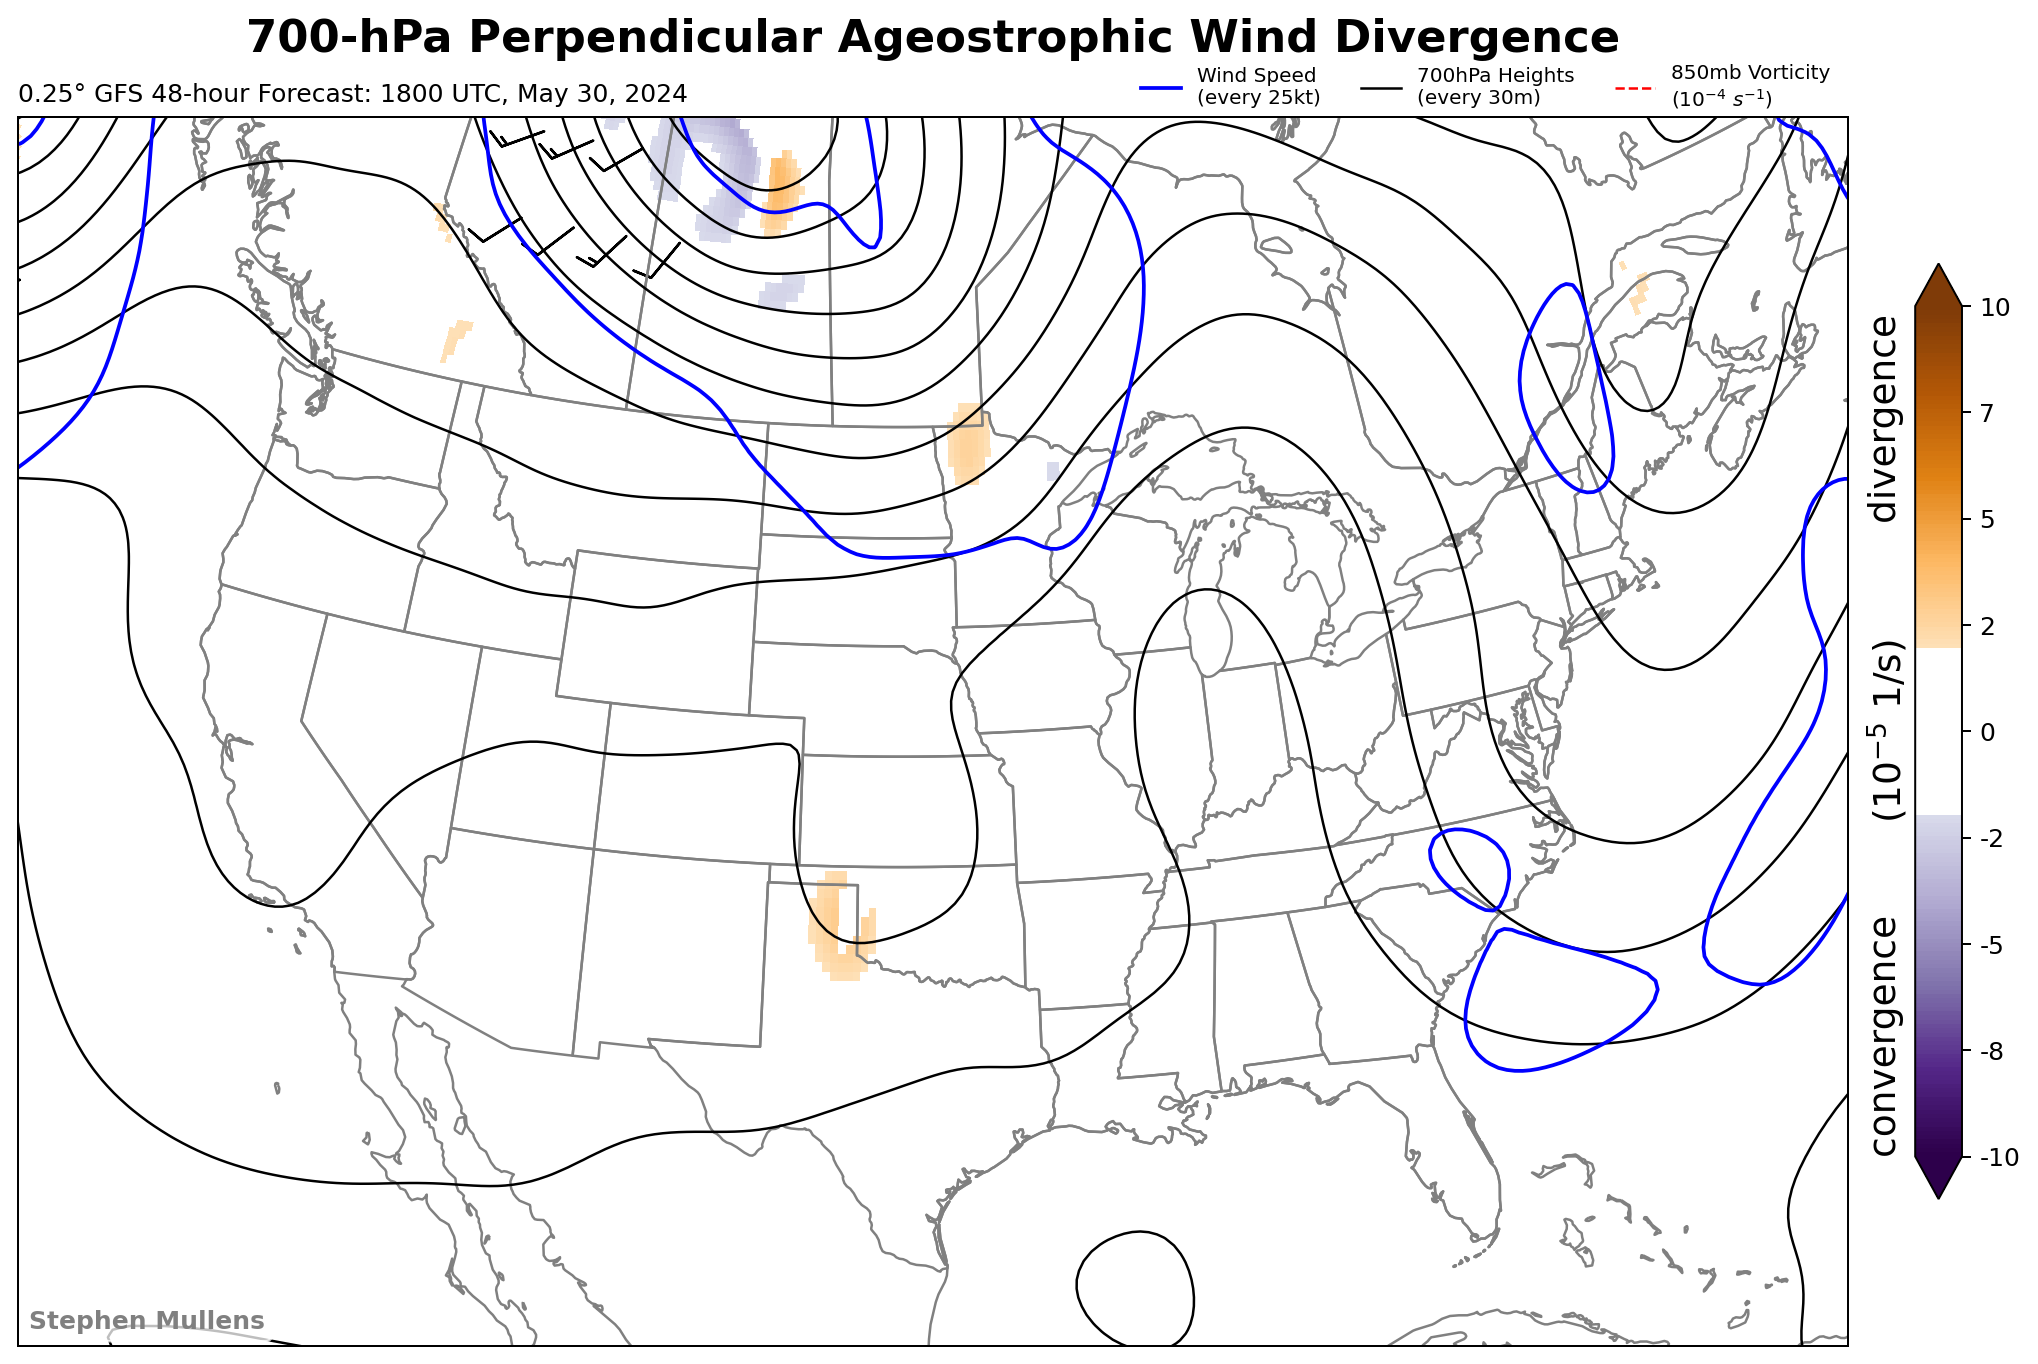 700-hPa Perpendicular Ageostrophic Wind Divergence
0.25° GFS 48-hour Forecast: 1800 UTC, May 30, 2024
Wind Speed
(every 25kt)
700hPa Heights
(every 30m)
850mb Vorticity
(10⁻⁴ s⁻¹)
10
7
5
2
0
-2
-5
-8
-10
convergence (10⁻⁵ 1/s) divergence
Stephen Mullens